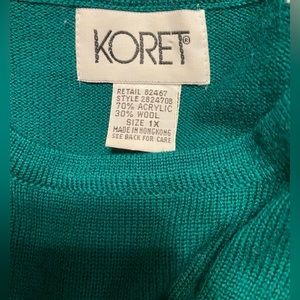 KORET®
RETAIL 82467
STYLE 2824708
70% ACRYLIC
30% WOOL
SIZE 1X
MADE IN HONGKONG
SEE BACK FOR CARE